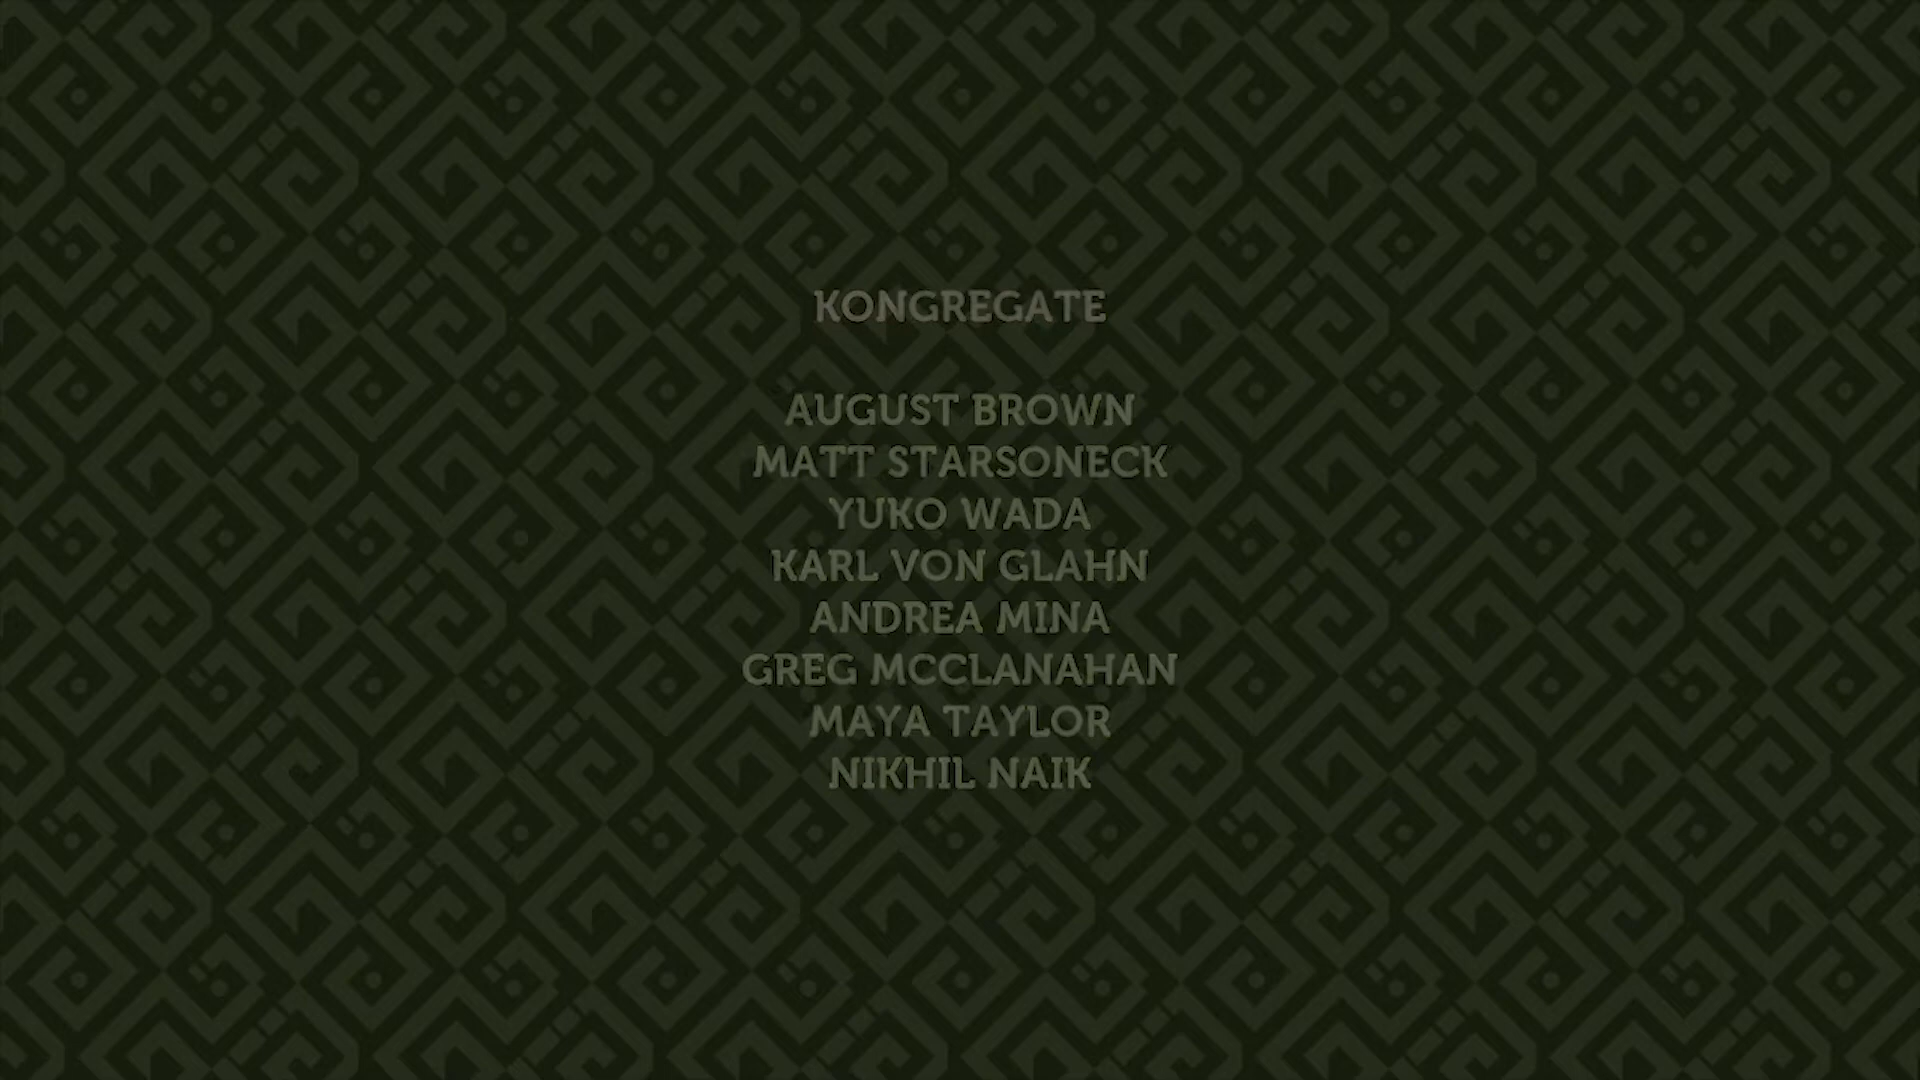 KONGREGATE
AUGUST BROWN
MATT STARSONECK
YUKO WADA
KARL VON GLAHN
ANDREA MINA
GREG MCCLANAHAN
MAYA TAYLOR
NIKHIL NAIK